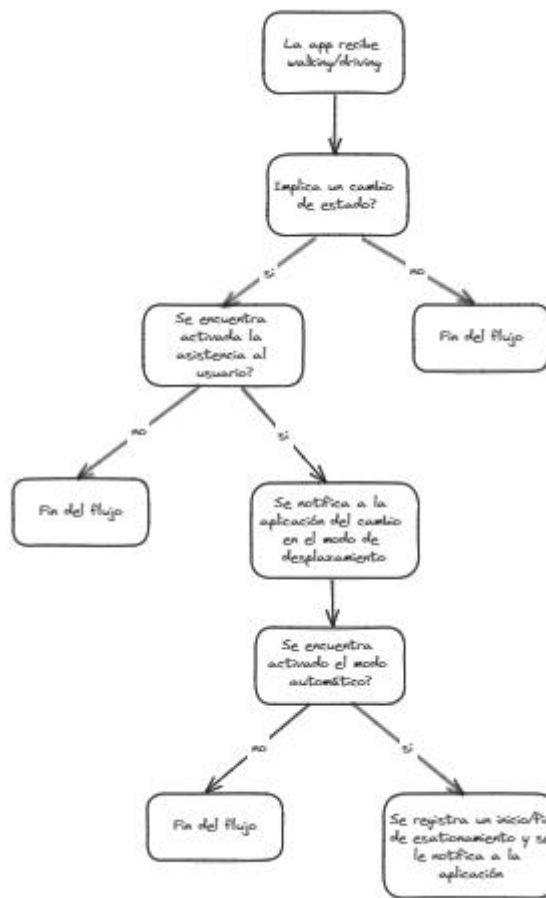 La app recibe
walking/driving
Implica un cambio
de estado?
si
no
Se encuentra
activada la
asistencia al
usuario?
Fin del flujo
no
si
Fin del flujo
Se notifica a la
aplicación del cambio
en el modo de
desplazamiento
Se encuentra
activado el modo
automático?
no
si
Fin del flujo
Se registra un inicio/fi
de esationamiento y se
le notifica a la
aplicación